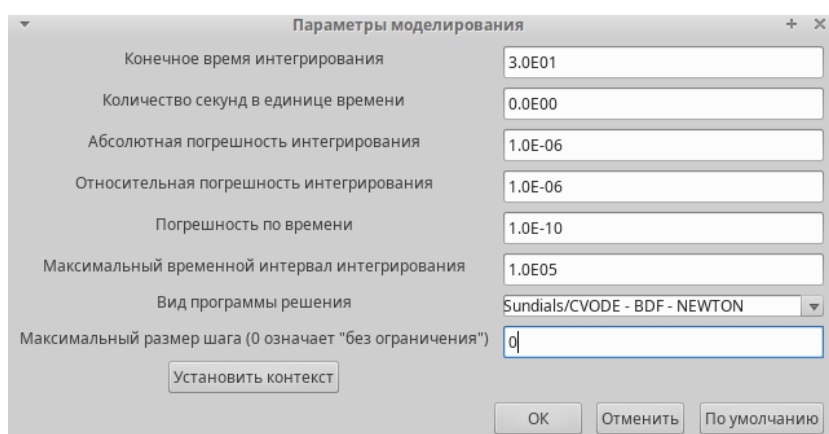 Параметры моделирования
Конечное время интегрирования 3.0E01
Количество секунд в единице времени 0.0E00
Абсолютная погрешность интегрирования 1.0E-06
Относительная погрешность интегрирования 1.0E-06
Погрешность по времени 1.0E-10
Максимальный временной интервал интегрирования 1.0E05
Вид программы решения Sundials/CVODE - BDF - NEWTON
Максимальный размер шага (0 означает "без ограничения") 0
Установить контекст
ОК Отменить По умолчанию